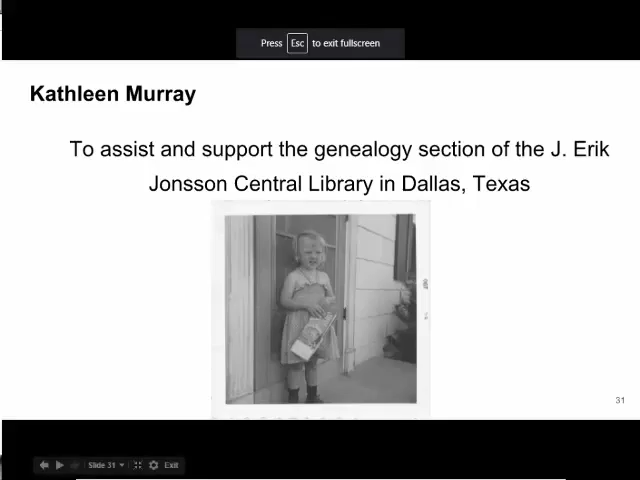 Press Esc to exit fullscreen
Kathleen Murray
To assist and support the genealogy section of the J. Erik
Jonsson Central Library in Dallas, Texas
31
Slide 31 Exit